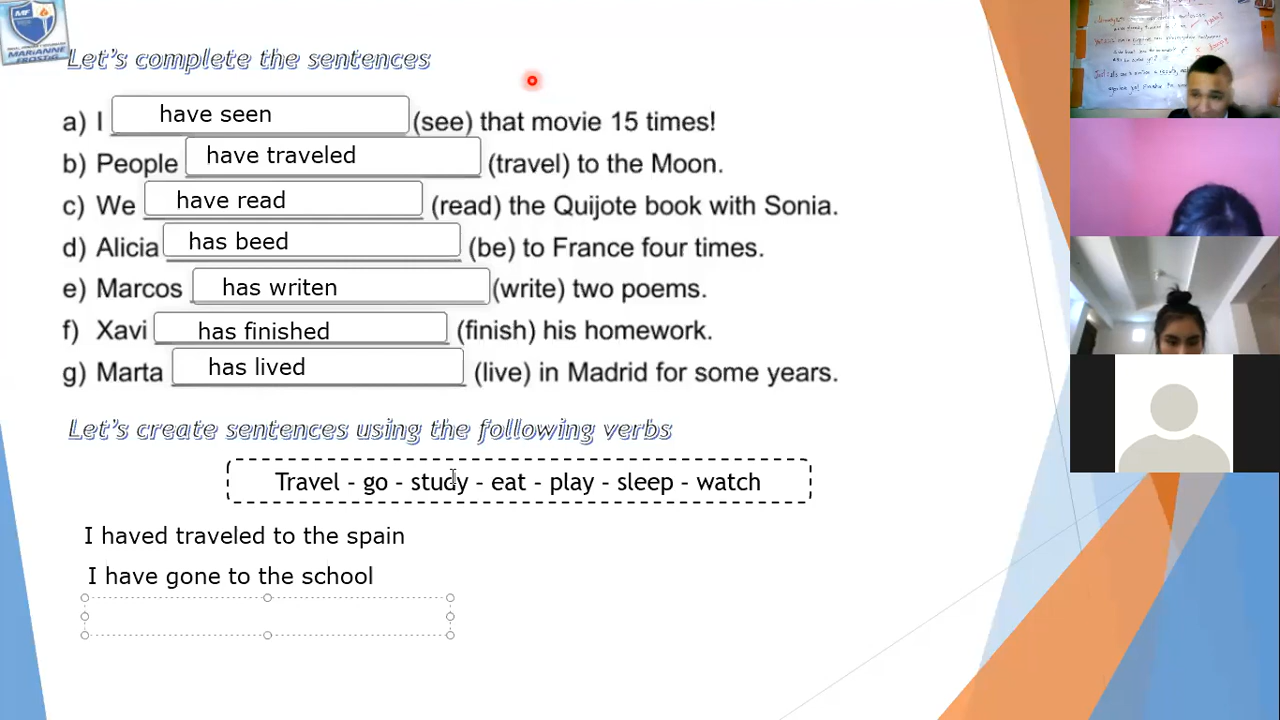 MF
MARIANNE
FROSTIG
Let's complete the sentences
a) I have seen (see) that movie 15 times!
b) People have traveled (travel) to the Moon.
c) We have read (read) the Quijote book with Sonia.
d) Alicia has beed (be) to France four times.
e) Marcos has writen (write) two poems.
f) Xavi has finished (finish) his homework.
g) Marta has lived (live) in Madrid for some years.
Let's create sentences using the following verbs
Travel - go - study - eat - play - sleep - watch
I haved traveled to the spain
I have gone to the school